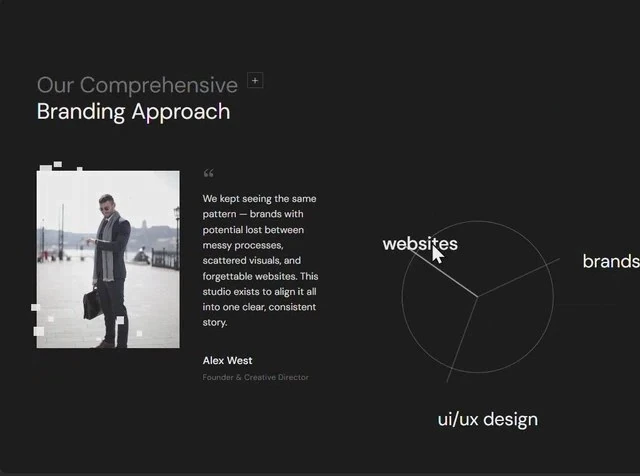 Our Comprehensive +
Branding Approach
“
We kept seeing the same
pattern — brands with
potential lost between
messy processes,
scattered visuals, and
forgettable websites. This
studio exists to align it all
into one clear, consistent
story.
Alex West
Founder & Creative Director
websites
brands
ui/ux design